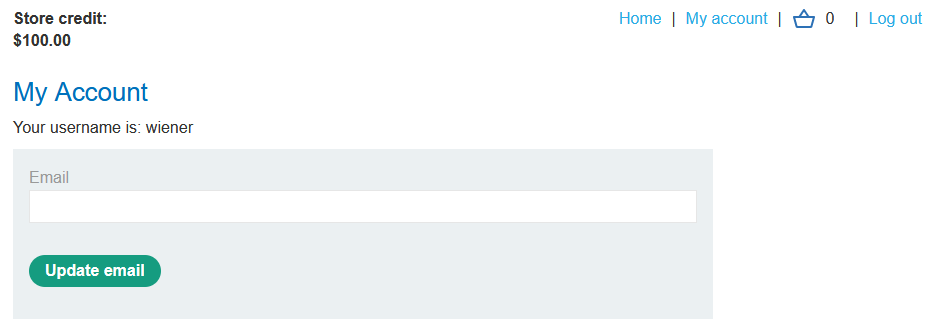 Store credit:
$100.00
Home | My account | 0 | Log out
My Account
Your username is: wiener
Email
Update email